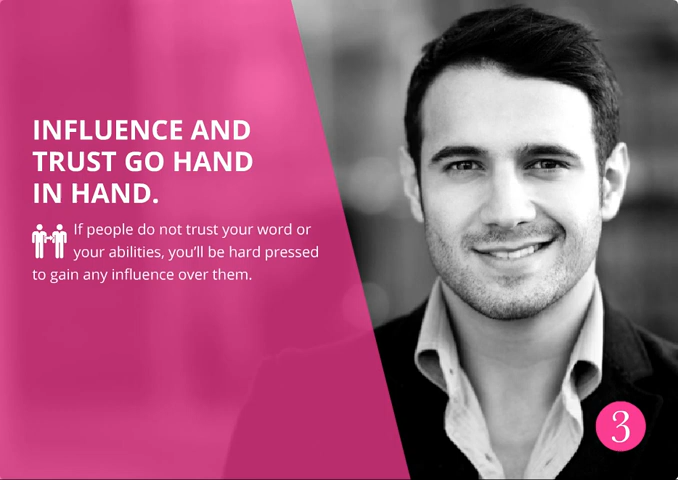 INFLUENCE AND
TRUST GO HAND
IN HAND.
If people do not trust your word or
your abilities, you’ll be hard pressed
to gain any influence over them.
3